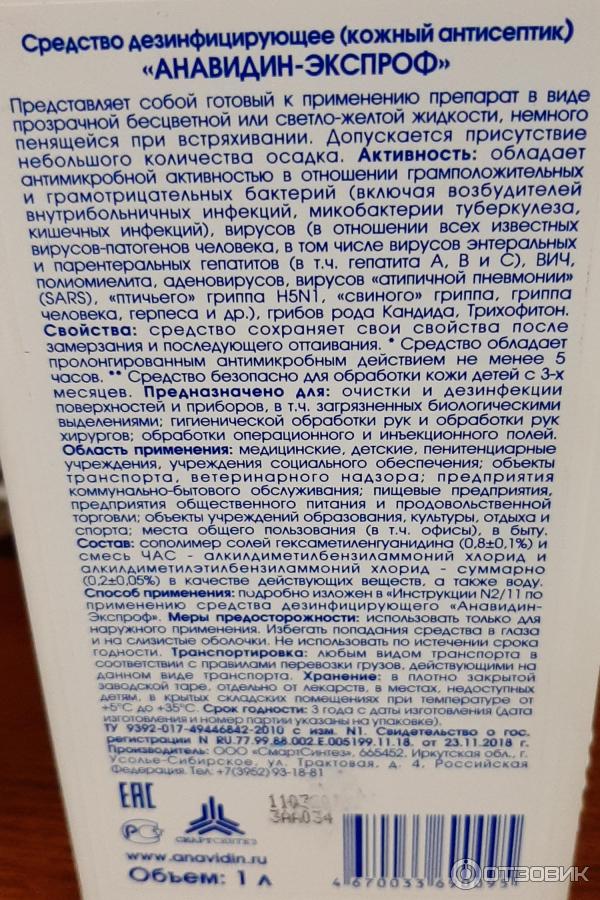 Средство дезинфицирующее (кожный антисептик)
«АНАВИДИН-ЭКСПРОФ»
Представляет собой готовый к применению препарат в виде
прозрачной бесцветной или светло-желтой жидкости, немного
пенящейся при встряхивании. Допускается присутствие
небольшого количества осадка. Активность: обладает
антимикробной активностью в отношении грамположительных
и грамотрицательных бактерий (включая возбудителей
внутрибольничных инфекций, микобактерии туберкулеза,
кишечных инфекций), вирусов (в отношении всех известных
вирусов-патогенов человека, в том числе вирусов энтеральных
и парентеральных гепатитов (в т.ч. гепатита А, В и С), ВИЧ,
полиомиелита, аденовирусов, вирусов «атипичной пневмонии»
(SARS), «птичьего» гриппа H5N1, «свиного» гриппа, гриппа
человека, герпеса и др.), грибов рода Кандида, Трихофитон.
Свойства: средство сохраняет свои свойства после
замерзания и последующего оттаивания. * Средство обладает
пролонгированным антимикробным действием не менее 5
часов. ** Средство безопасно для обработки кожи детей с 3-х
месяцев. Предназначено для: очистки и дезинфекции
поверхностей и приборов, в т.ч. загрязненных биологическими
выделениями; гигиенической обработки рук и обработки рук
хирургов; обработки операционного и инъекционного полей.
Область применения: медицинские, детские, пенитенциарные
учреждения, учреждения социального обеспечения; объекты
транспорта, ветеринарного надзора; предприятия
коммунально-бытового обслуживания; пищевые предприятия,
предприятия общественного питания и продовольственной
торговли; объекты учреждений образования, культуры, отдыха и
спорта; места общего пользования (в т.ч. офисы), в быту.
Состав: сополимер солей гексаметиленгуанидина (0,8±0,1%) и
смесь ЧАС - алкилдиметилбензиламмоний хлорид и
алкилдиметилэтилбензиламмоний хлорид - суммарно
(0,2±0,05%) в качестве действующих веществ, а также воду.
Способ применения: подробно изложен в «Инструкции N2/11 по
применению средства дезинфицирующего «Анавидин-
Экспроф». Меры предосторожности: использовать только для
наружного применения. Избегать попадания средства в глаза
и на слизистые оболочки. Не использовать по истечении срока
годности. Транспортировка: любым видом транспорта в
соответствии с правилами перевозки грузов, действующими на
данном виде транспорта. Хранение: в плотно закрытой
заводской таре, отдельно от лекарств, в местах, недоступных
детям, в крытых складских помещениях при температуре от
+5°С до +35°С. Срок годности: 3 года с даты изготовления (дата
изготовления и номер партии указаны на упаковке).
ТУ 9392-017-49446842-2010 с изм. N1. Свидетельство о гос.
регистрации N RU.77.99.88.002.E.005199.11.18. от 23.11.2018 г.
Производитель: ООО «СмартСинтез», 665452, Иркутская обл., г.
Усолье-Сибирское, ул. Трактовая, д. 4, Российская
Федерация. Тел.+7(3952) 93-18-81
ЕАС
3АА034
СМАРТСИНТЕЗ
www.anavidin.ru
Объем: 1 л
ОТЗОВИК